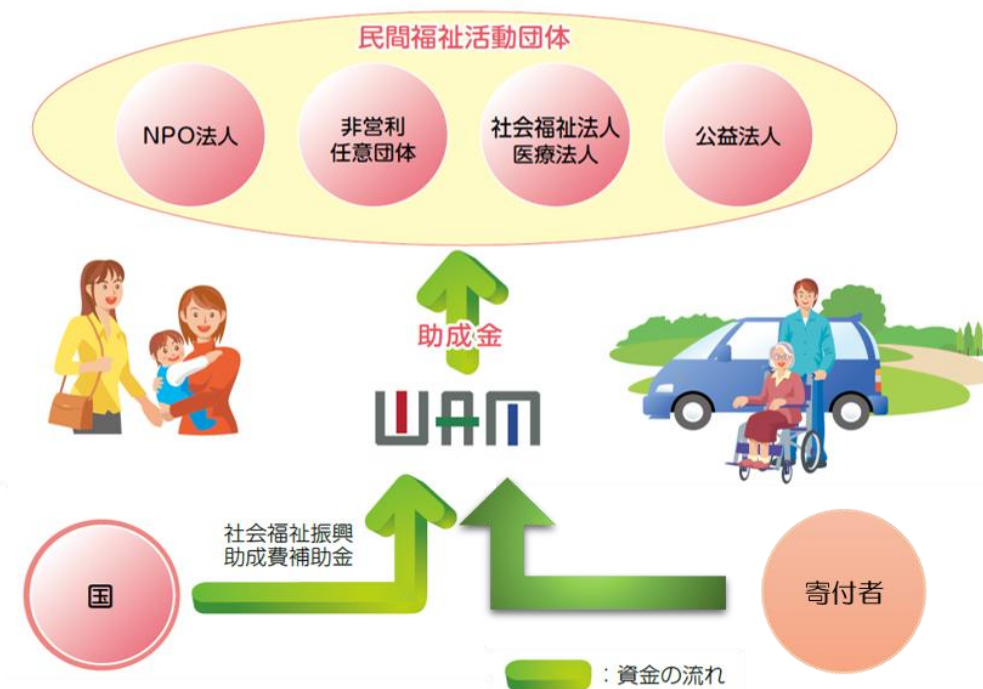 民間福祉活動団体
NPO法人
非営利
任意団体
社会福祉法人
医療法人
公益法人
助成金
WAM
社会福祉振興
助成費補助金
国
寄付者
：資金の流れ